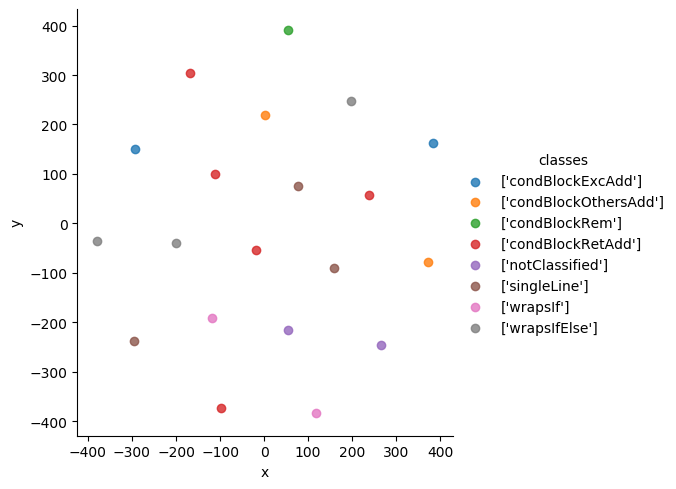 400
300
200
100
0
−100
−200
−300
−400
y
−400 −300 −200 −100 0 100 200 300 400
x
classes
['condBlockExcAdd']
['condBlockOthersAdd']
['condBlockRem']
['condBlockRetAdd']
['notClassified']
['singleLine']
['wrapsIf']
['wrapsIfElse']